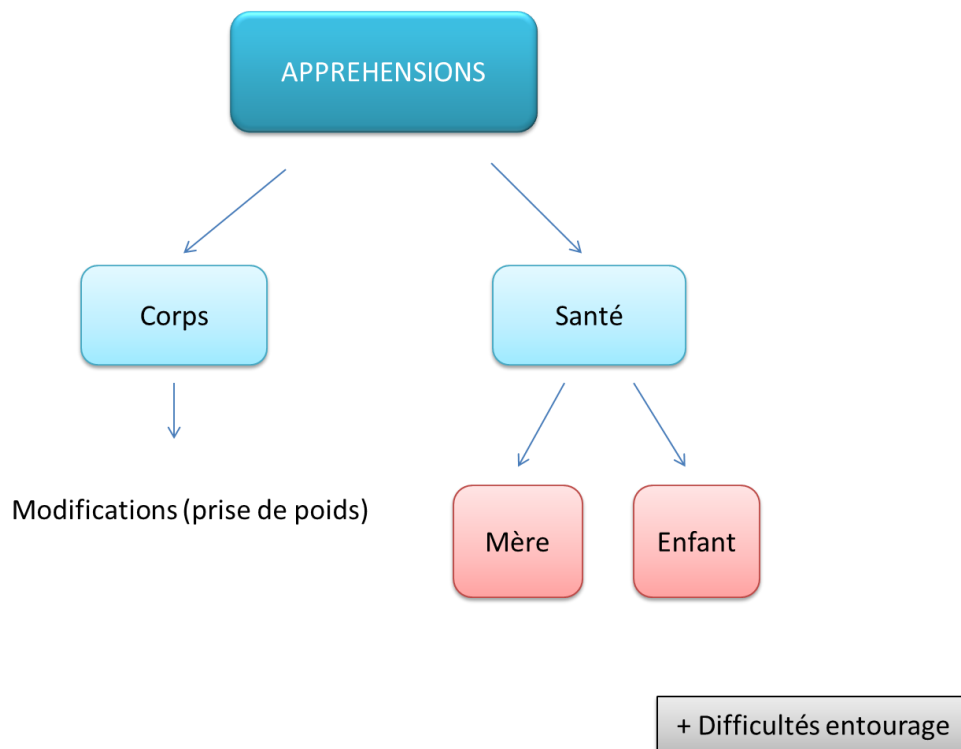 APPREHENSIONS
Corps
Santé
Modifications (prise de poids)
Mère
Enfant
+ Difficultés entourage